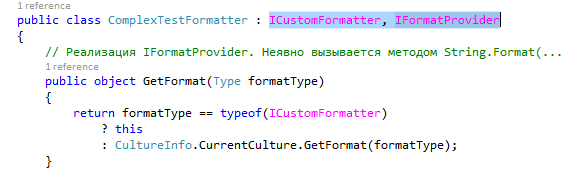 1 reference
public class ComplexTestFormatter : ICustomFormatter, IFormatProvider
{
// Реализация IFormatProvider. Неявно вызывается методом String.Format(...
1 reference
public object GetFormat(Type formatType)
{
return formatType == typeof(ICustomFormatter)
? this
: CultureInfo.CurrentCulture.GetFormat(formatType);
}